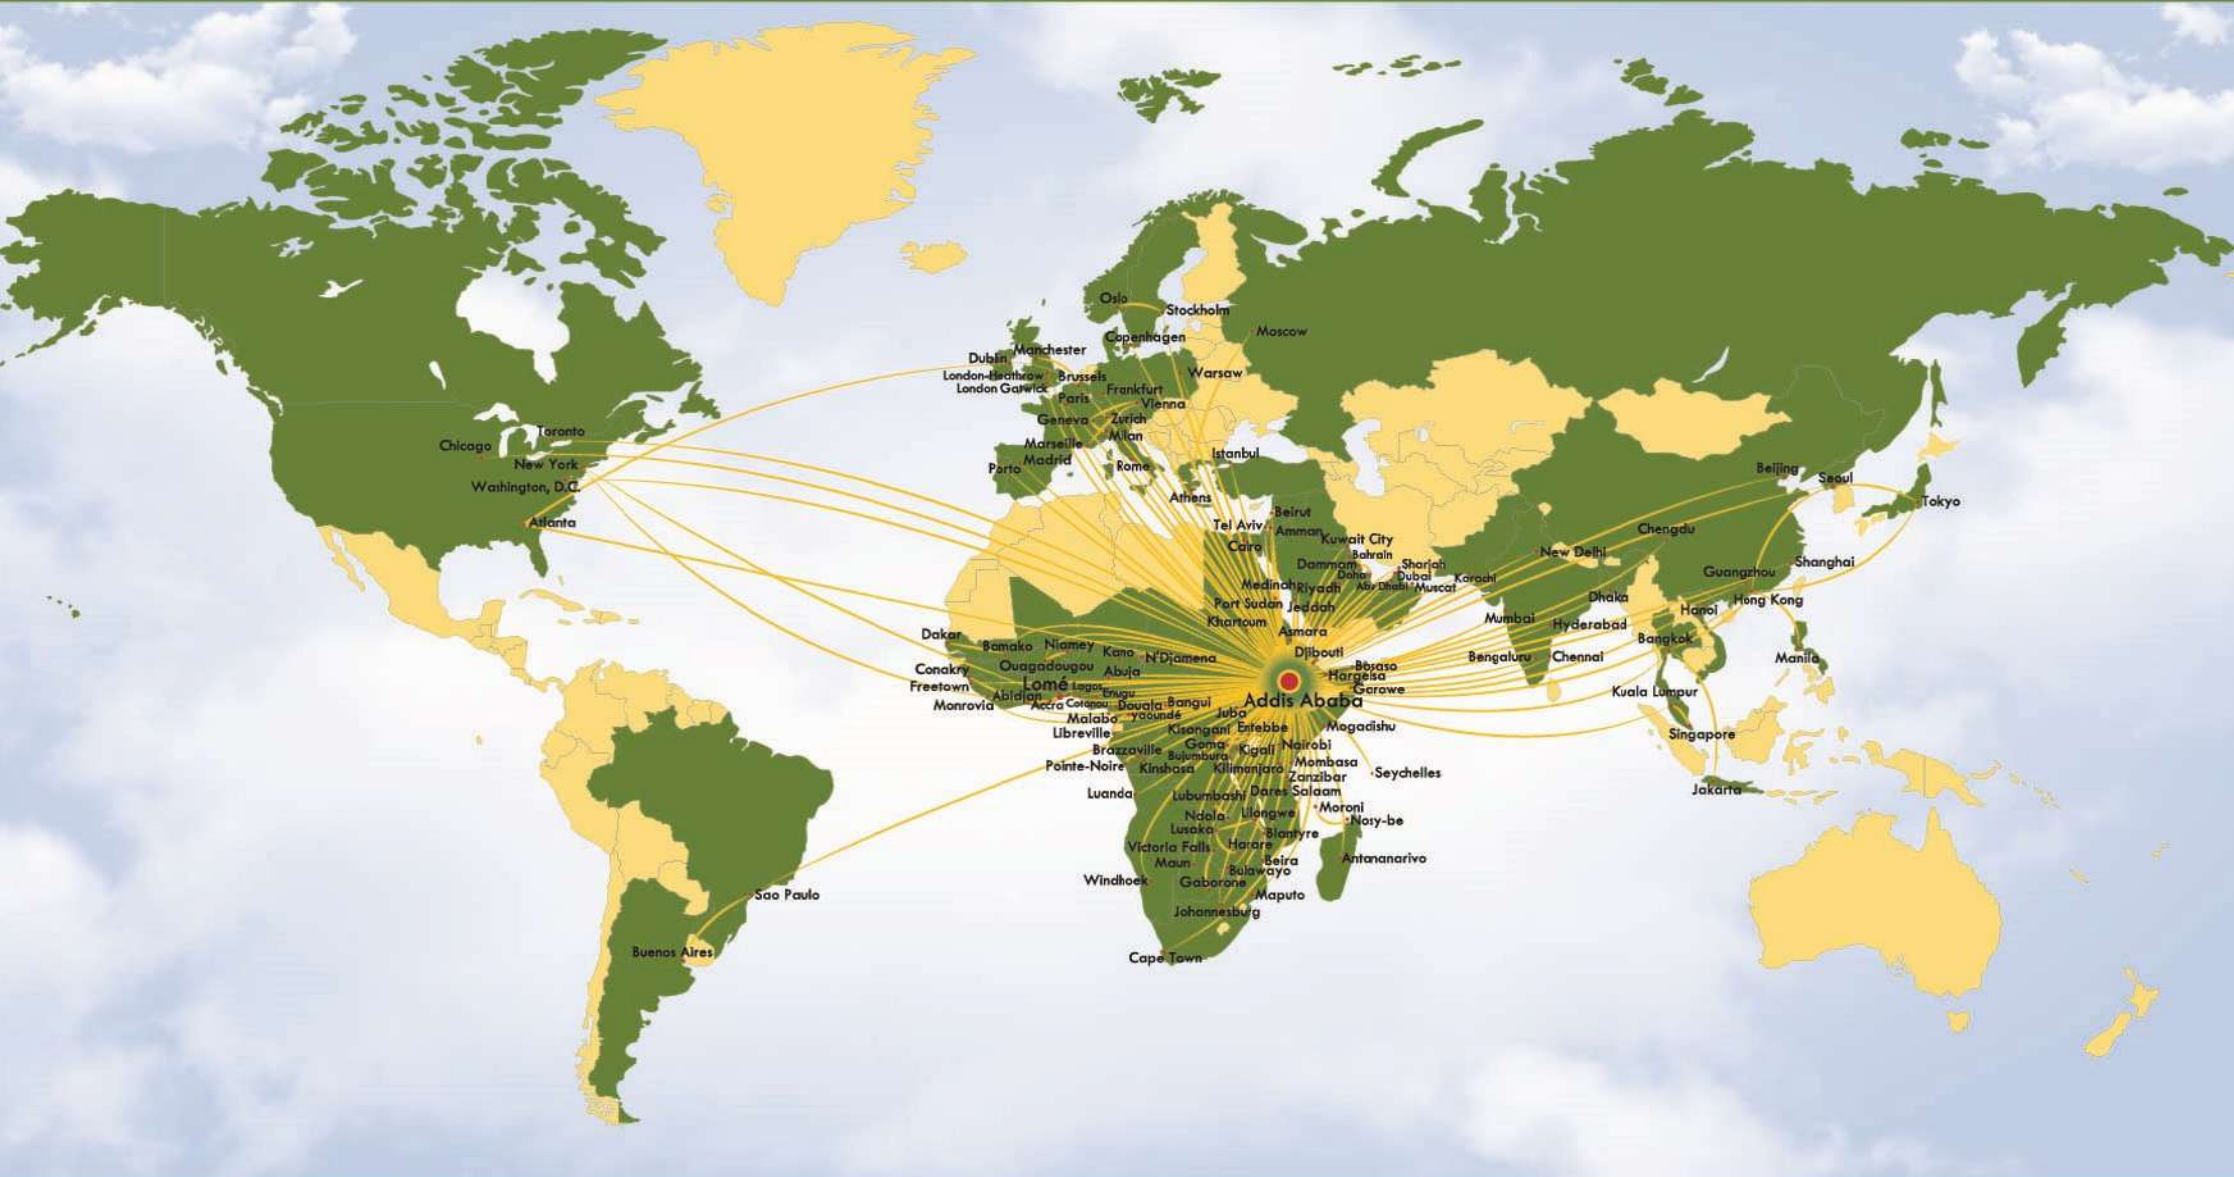 Oslo
Stockholm
Moscow
Copenhagen
Manchester
Dublin
London-Heathrow
London Gatwick
Brussels
Warsaw
Frankfurt
Paris
Vienna
Geneva
Zurich
Milan
Marseille
Madrid
Porto
Rome
Istanbul
Athens
Toronto
Chicago
New York
Washington, D.C.
Atlanta
Beijing
Seoul
Tokyo
Chengdu
Shanghai
Guangzhou
Hong Kong
New Delhi
Dhaka
Hanoi
Karachi
Mumbai
Hyderabad
Bangkok
Bengaluru
Chennai
Manila
Kuala Lumpur
Singapore
Jakarta
Beirut
Tel Aviv
Amman
Cairo
Kuwait City
Bahrain
Dammam
Sharjah
Doha
Dubai
Abu Dhabi
Muscat
Medinah
Riyadh
Port Sudan
Jeddah
Khartoum
Asmara
Djibouti
Bosaso
Hargeisa
Garowe
Addis Ababa
Dakar
Bamako
Niamey
Kano
N'Djamena
Conakry
Ouagadougou
Abuja
Freetown
Lomé
Lagos
Enugu
Abidjan
Accra
Cotonou
Douala
Bangui
Monrovia
Malabo
yaoundé
Juba
Libreville
Kisangani
Entebbe
Mogadishu
Brazzaville
Goma
Kigali
Nairobi
Bujumbura
Pointe-Noire
Kinshasa
Kilimanjaro
Mombasa
Zanzibar
Seychelles
Luanda
Lubumbashi
Dares Salaam
Moroni
Ndola
Lilongwe
Nosy-be
Lusaka
Blantyre
Victoria Falls
Harare
Maun
Beira
Antananarivo
Bulawayo
Windhoek
Gaborone
Maputo
Johannesburg
Cape Town
Sao Paulo
Buenos Aires